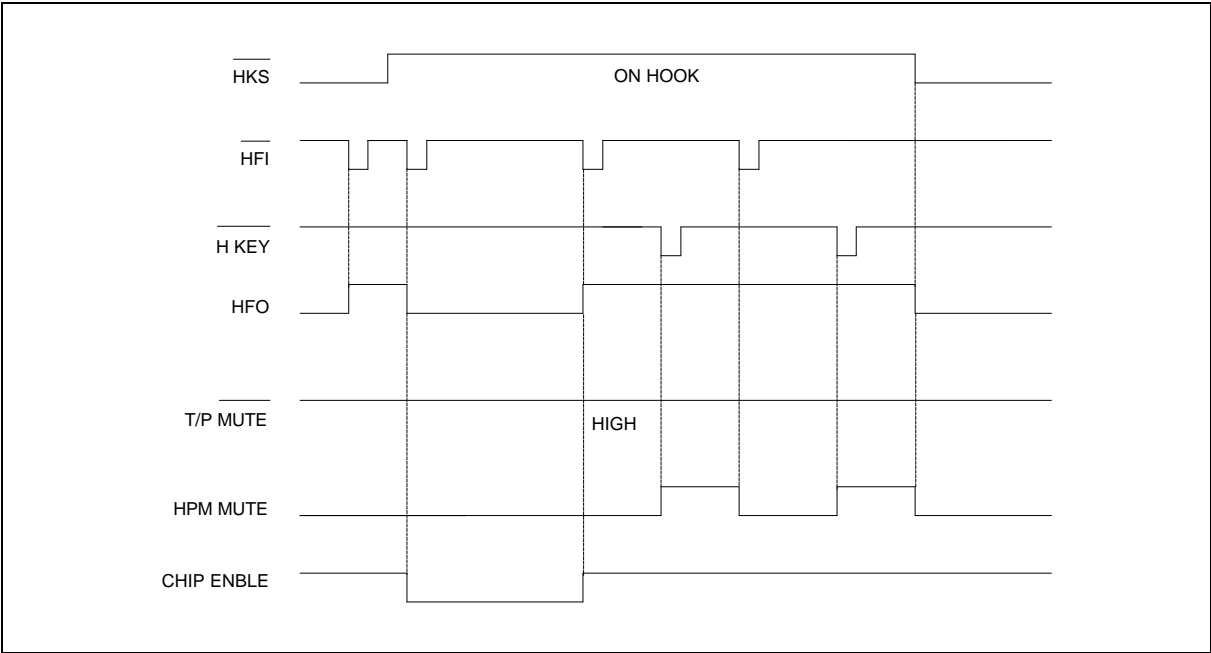 HKS
ON HOOK
HFI
H KEY
HFO
T/P MUTE
HIGH
HPM MUTE
CHIP ENBLE